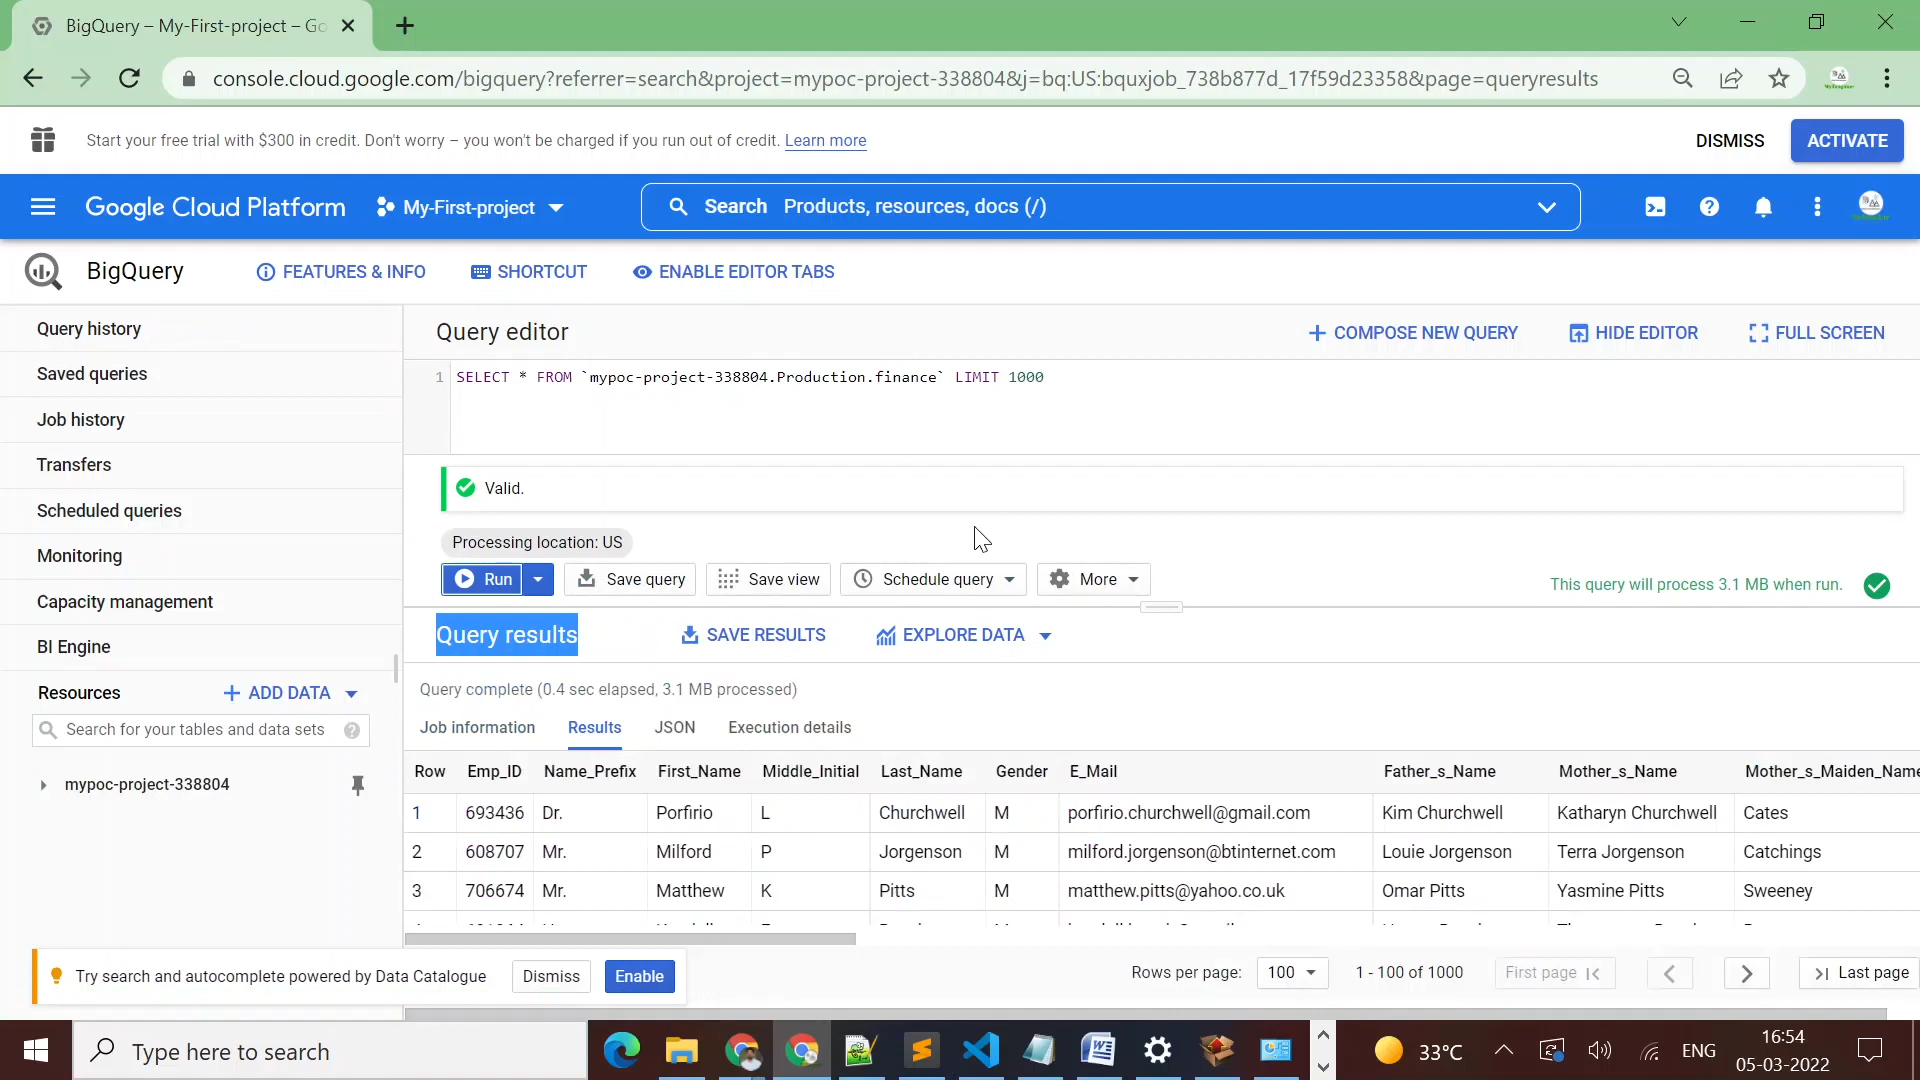 BigQuery – My-First-project – Go
console.cloud.google.com/bigquery?referrer=search&project=mypoc-project-338804&j=bq:US:bquxjob_738b877d_17f59d23358&page=queryresults
Start your free trial with $300 in credit. Don't worry – you won't be charged if you run out of credit. Learn more
DISMISS
ACTIVATE
Google Cloud Platform
My-First-project
Search Products, resources, docs (/)
BigQuery
FEATURES & INFO
SHORTCUT
ENABLE EDITOR TABS
Query history
Saved queries
Job history
Transfers
Scheduled queries
Monitoring
Capacity management
BI Engine
Resources
ADD DATA
Search for your tables and data sets
mypoc-project-338804
Query editor
COMPOSE NEW QUERY
HIDE EDITOR
FULL SCREEN
1 SELECT * FROM `mypoc-project-338804.Production.finance` LIMIT 1000
Valid.
Processing location: US
Run
Save query
Save view
Schedule query
More
This query will process 3.1 MB when run.
Query results
SAVE RESULTS
EXPLORE DATA
Query complete (0.4 sec elapsed, 3.1 MB processed)
Job information
Results
JSON
Execution details
Row Emp_ID Name_Prefix First_Name Middle_Initial Last_Name Gender E_Mail Father_s_Name Mother_s_Name Mother_s_Maiden_Name
1 693436 Dr. Porfirio L Churchwell M porfirio.churchwell@gmail.com Kim Churchwell Katharyn Churchwell Cates
2 608707 Mr. Milford P Jorgenson M milford.jorgenson@btinternet.com Louie Jorgenson Terra Jorgenson Catchings
3 706674 Mr. Matthew K Pitts M matthew.pitts@yahoo.co.uk Omar Pitts Yasmine Pitts Sweeney
Try search and autocomplete powered by Data Catalogue
Dismiss
Enable
Rows per page: 100
1 - 100 of 1000
First page
Last page
Type here to search
33°C
ENG
16:54
05-03-2022